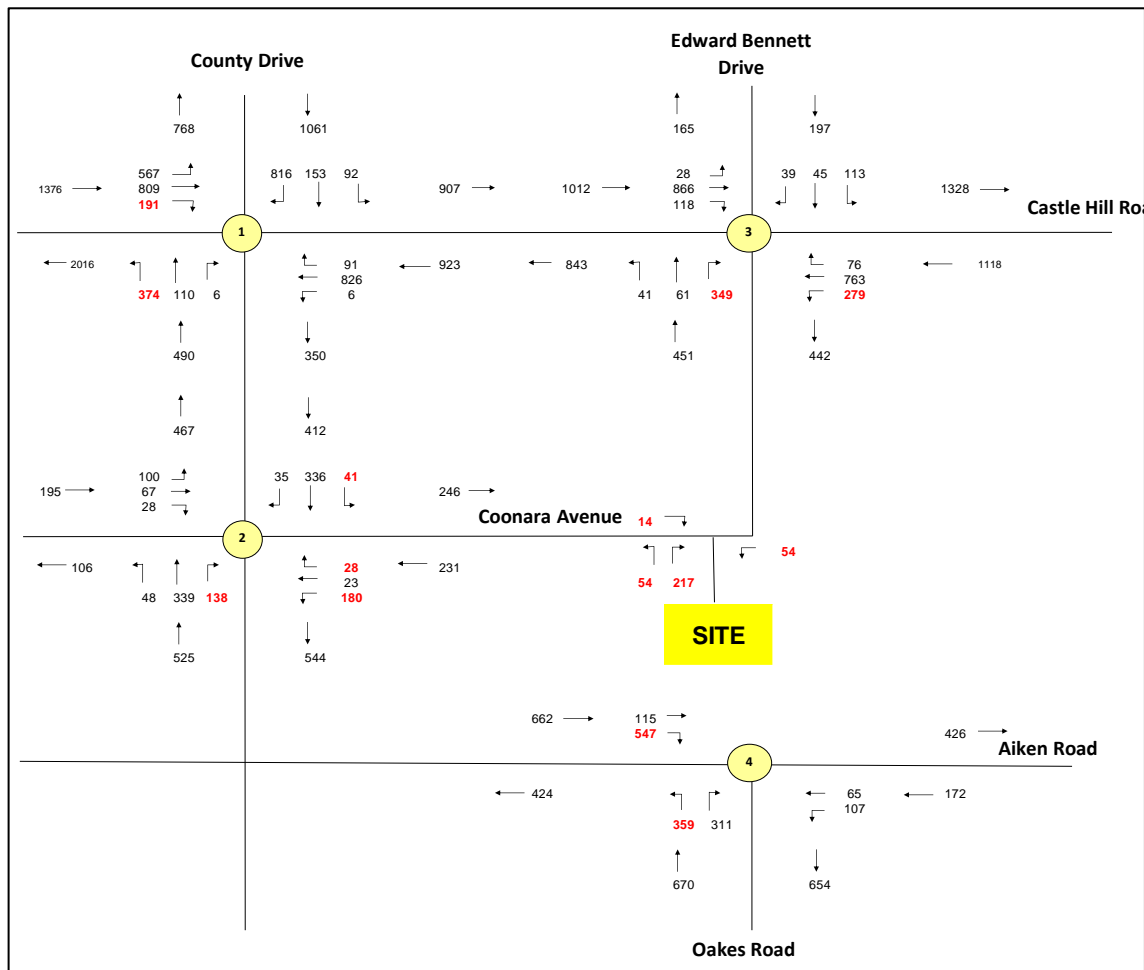 Edward Bennett
Drive
County Drive
768 1061 165 197
567
1376 809 816 153 92 907 1012
191
28
866 39 45 113 1328
118
Castle Hill Roa
1 3
2016 374 110 6
91
826 923
6
843 41 61 349
76
763 1118
279
490 350 451 442
467 412
100
195 67 35 336 41 246
28
Coonara Avenue 14
2
106 48 339 138
28
23 231
180
54 217 54
SITE
525 544
662 115
547
426
Aiken Road
4
424 359 311
65 172
107
670 654
Oakes Road